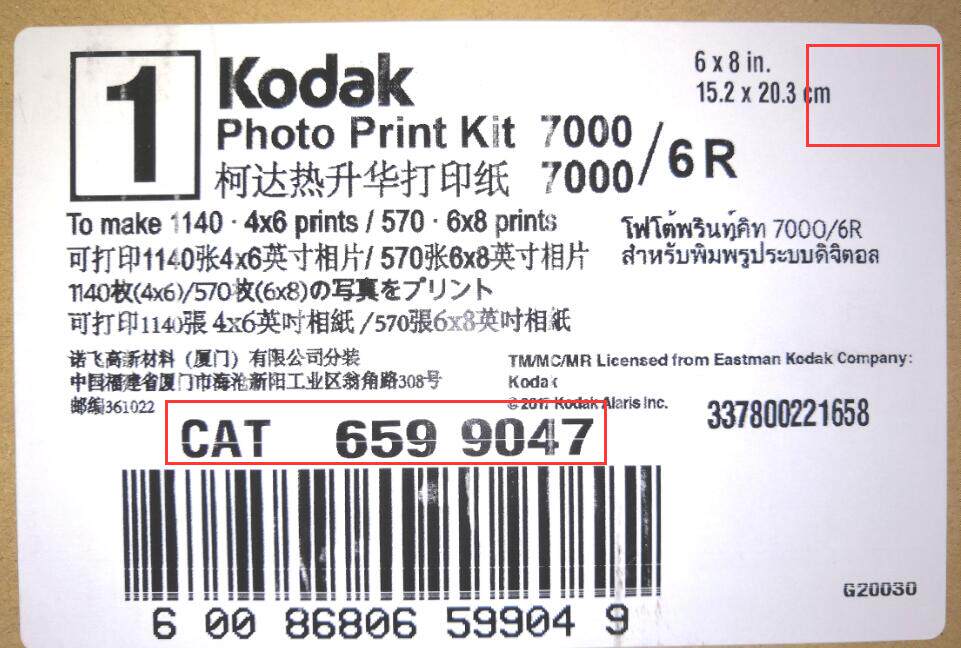 1
Kodak
6 x 8 in.
15.2 x 20.3 cm
Photo Print Kit 7000
柯达热升华打印纸 7000 / 6R
To make 1140 · 4x6 prints / 570 · 6x8 prints
可打印1140张4x6英寸相片/ 570张6x8英寸相片
1140枚(4x6)/570枚(6x8)の写真をプリント
可打印1140張 4x6英吋相紙 /570張6x8英吋相紙
โฟโต้พรินท์คิท 7000/6R
สำหรับพิมพรูประบบดิจิตอล
诺飞高新材料（厦门）有限公司分装
中国福建省厦门市海沧新阳工业区翁角路308号
邮编361022
TM/MC/MR Licensed from Eastman Kodak Company:
Kodak
© 2017 Kodak Alaris Inc.
337800221658
CAT 659 9047
6 00 86806 59904 9
G20030